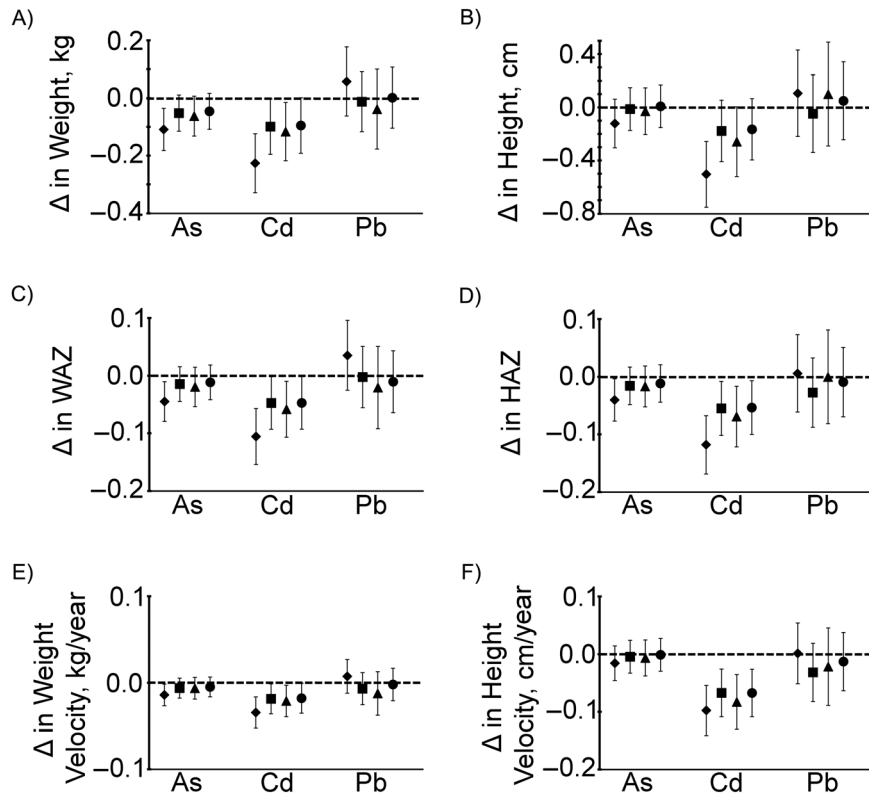 A)
Δ in Weight, kg
0.2
0.0
−0.2
−0.4
As Cd Pb
B)
Δ in Height, cm
0.4
0.0
−0.4
−0.8
As Cd Pb
C)
Δ in WAZ
0.1
0.0
−0.1
−0.2
As Cd Pb
D)
Δ in HAZ
0.1
0.0
−0.1
−0.2
As Cd Pb
E)
Δ in Weight
Velocity, kg/year
0.1
0.0
−0.1
As Cd Pb
F)
Δ in Height
Velocity, cm/year
0.1
0.0
−0.1
−0.2
As Cd Pb